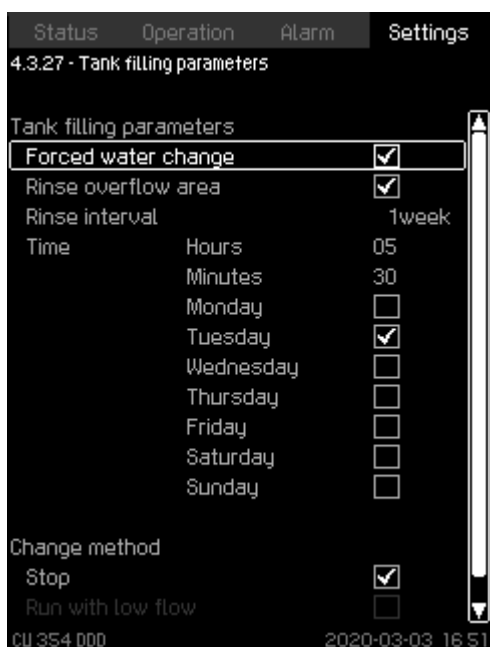 Status Operation Alarm Settings
4.3.27 - Tank filling parameters
Tank filling parameters
Forced water change
Rinse overflow area
Rinse interval 1week
Time Hours 05
Minutes 30
Monday
Tuesday
Wednesday
Thursday
Friday
Saturday
Sunday
Change method
Stop
Run with low flow
CU 354 DDD 2020-03-03 16:51